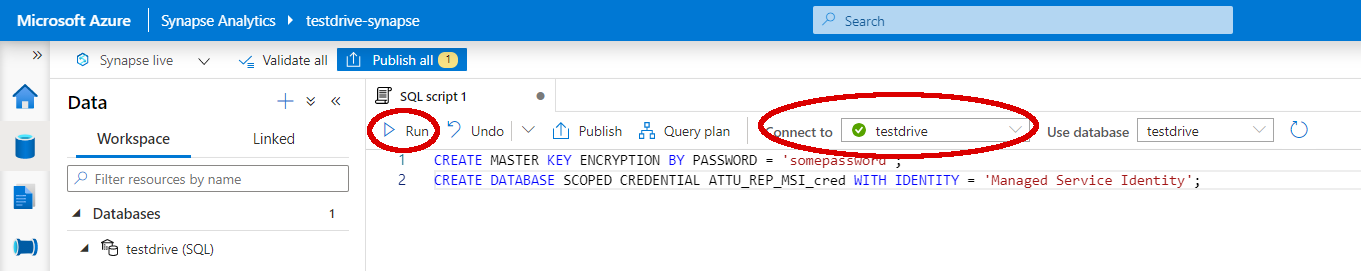 Microsoft Azure Synapse Analytics testdrive-synapse Search
Synapse live Validate all Publish all 1
Data
Workspace Linked
Filter resources by name
Databases 1
testdrive (SQL)
SQL script 1
Run Undo Publish Query plan Connect to testdrive Use database testdrive
1 CREATE MASTER KEY ENCRYPTION BY PASSWORD = 'somepassword';
2 CREATE DATABASE SCOPED CREDENTIAL ATTU_REP_MSI_cred WITH IDENTITY = 'Managed Service Identity';